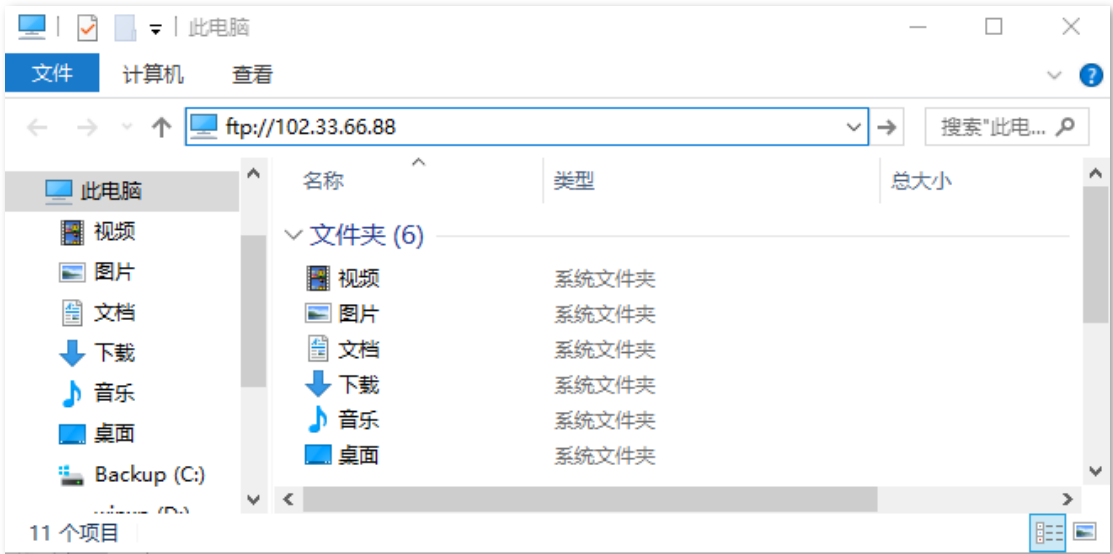 此电脑
文件 计算机 查看
ftp://102.33.66.88 搜索"此电...
此电脑
视频
图片
文档
下载
音乐
桌面
Backup (C:)
名称 类型 总大小
文件夹 (6)
视频 系统文件夹
图片 系统文件夹
文档 系统文件夹
下载 系统文件夹
音乐 系统文件夹
桌面 系统文件夹
11 个项目